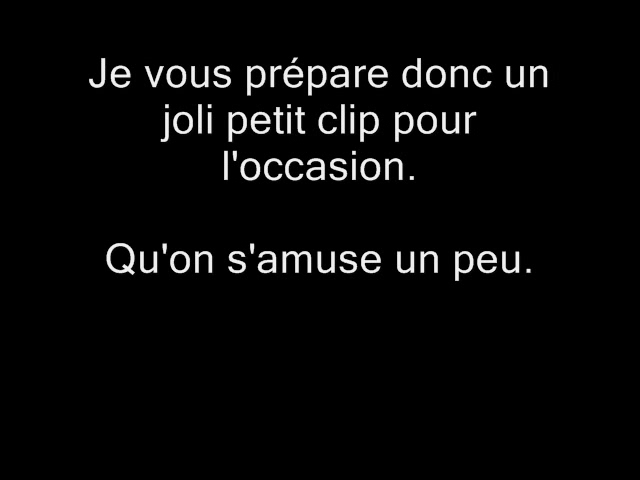 Je vous prépare donc un
joli petit clip pour
l'occasion.
Qu'on s'amuse un peu.